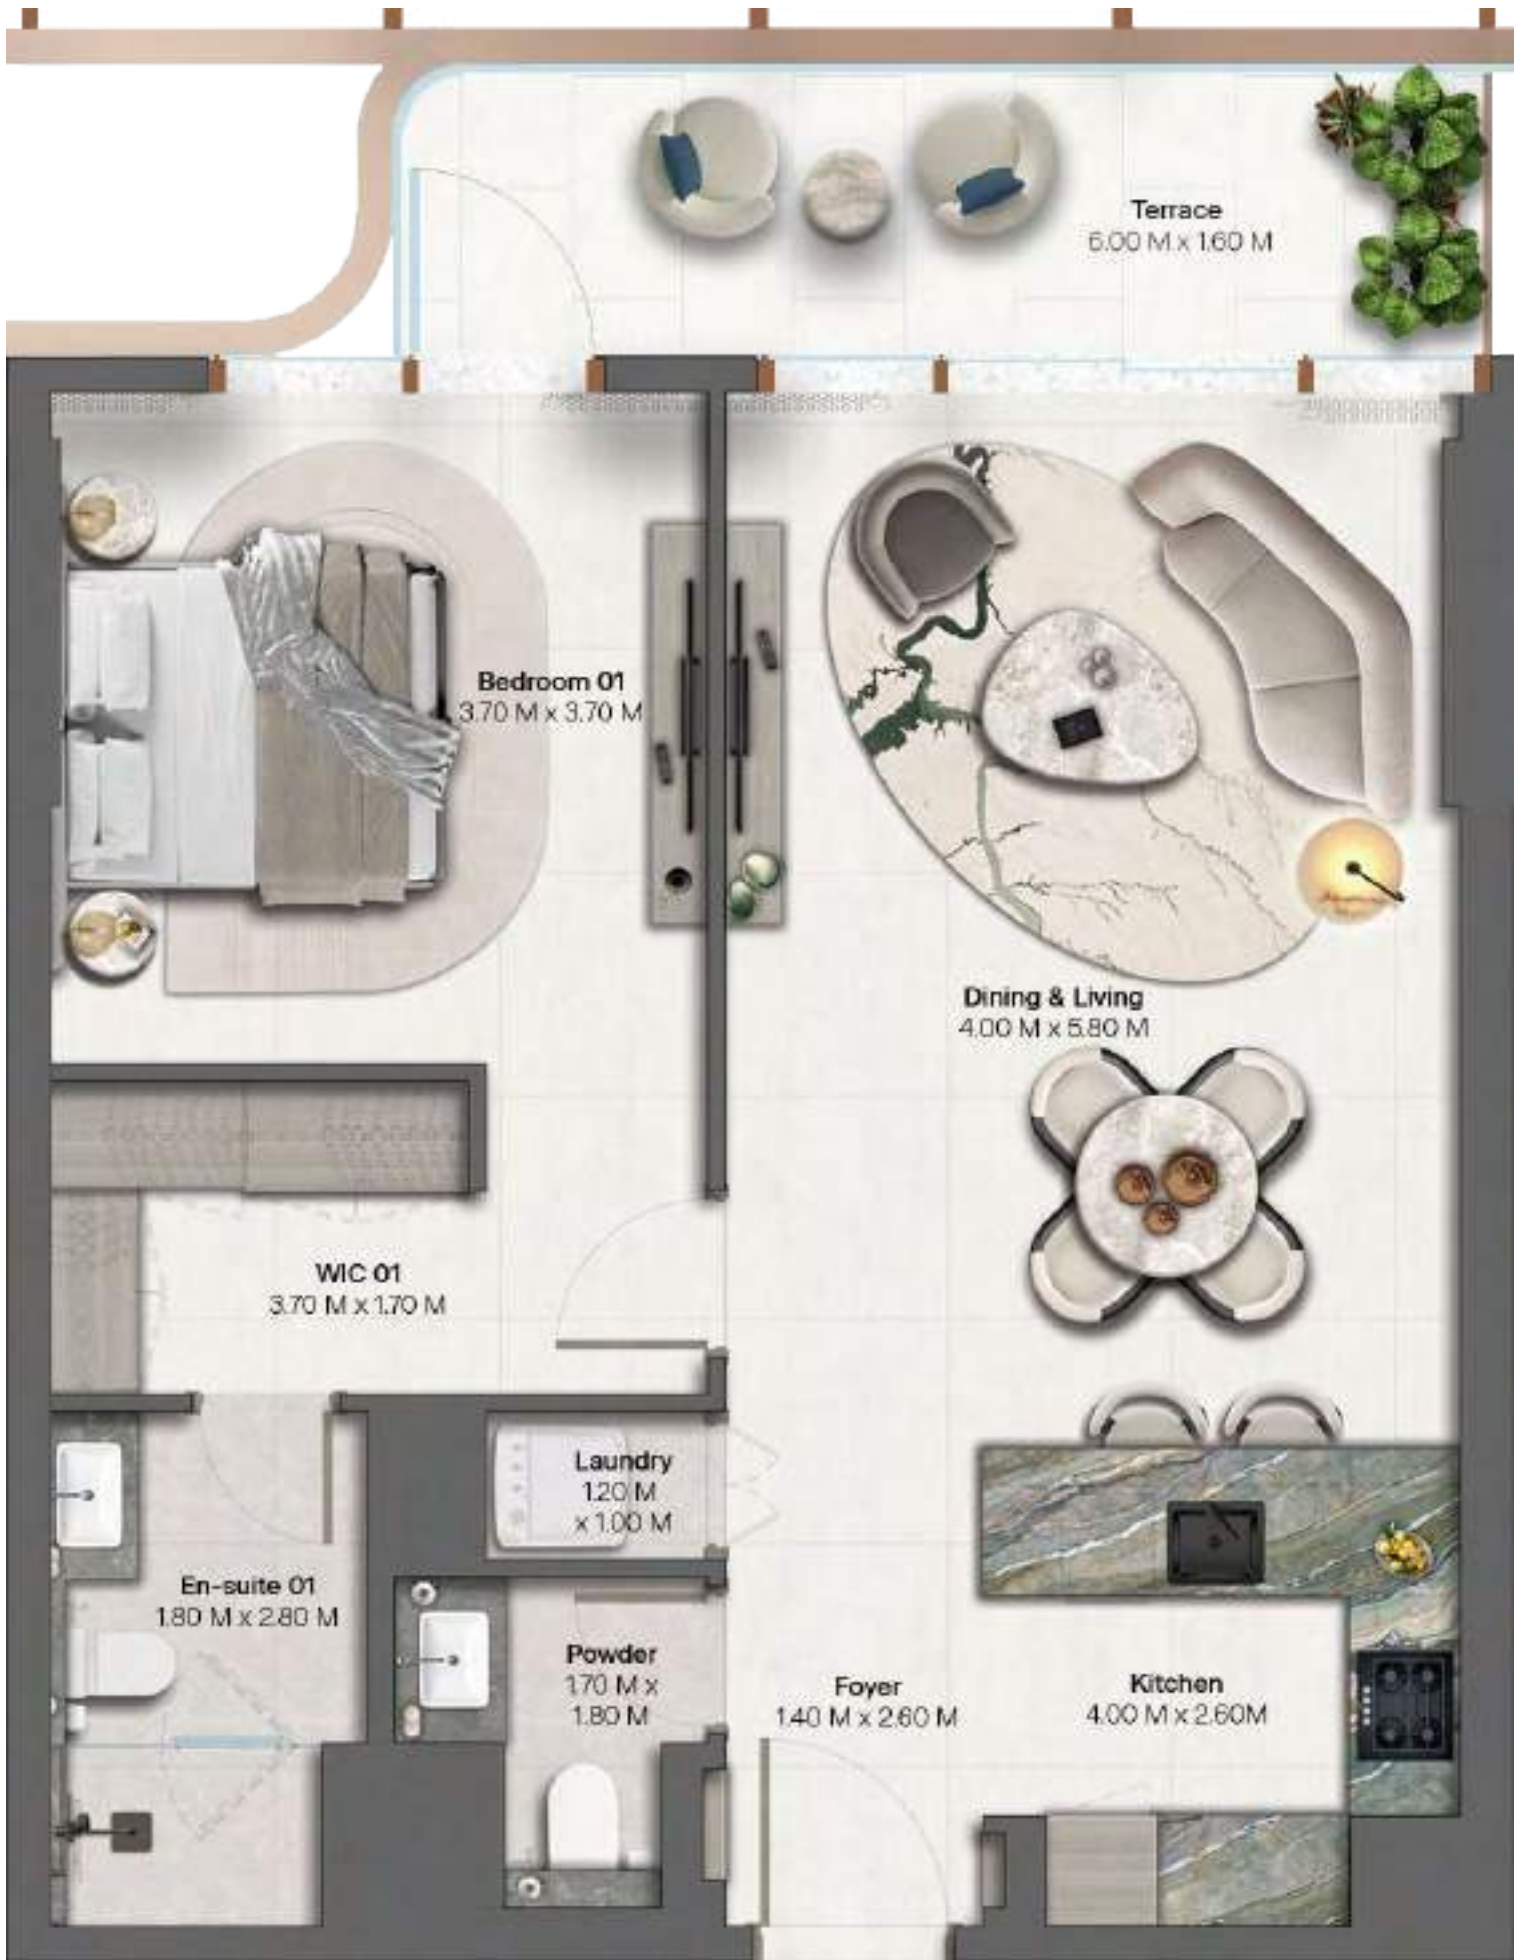 Terrace
6.00 M x 1.60 M
Bedroom 01
3.70 M x 3.70 M
Dining & Living
4.00 M x 5.80 M
WIC 01
3.70 M x 1.70 M
Laundry
1.20 M
x 1.00 M
En-suite 01
1.80 M x 2.80 M
Powder
1.70 M x
1.80 M
Foyer
1.40 M x 2.60 M
Kitchen
4.00 M x 2.60M